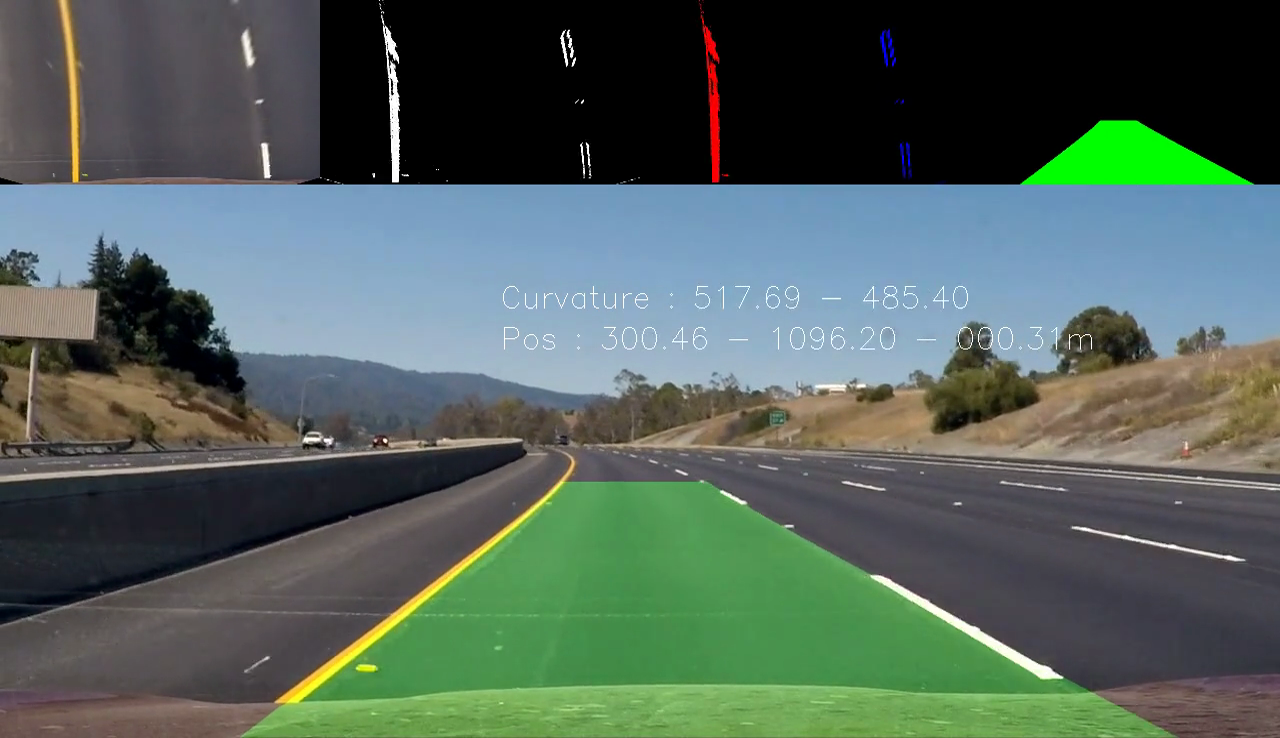 Curvature : 517.69 – 485.40
Pos : 300.46 – 1096.20 – 000.31m